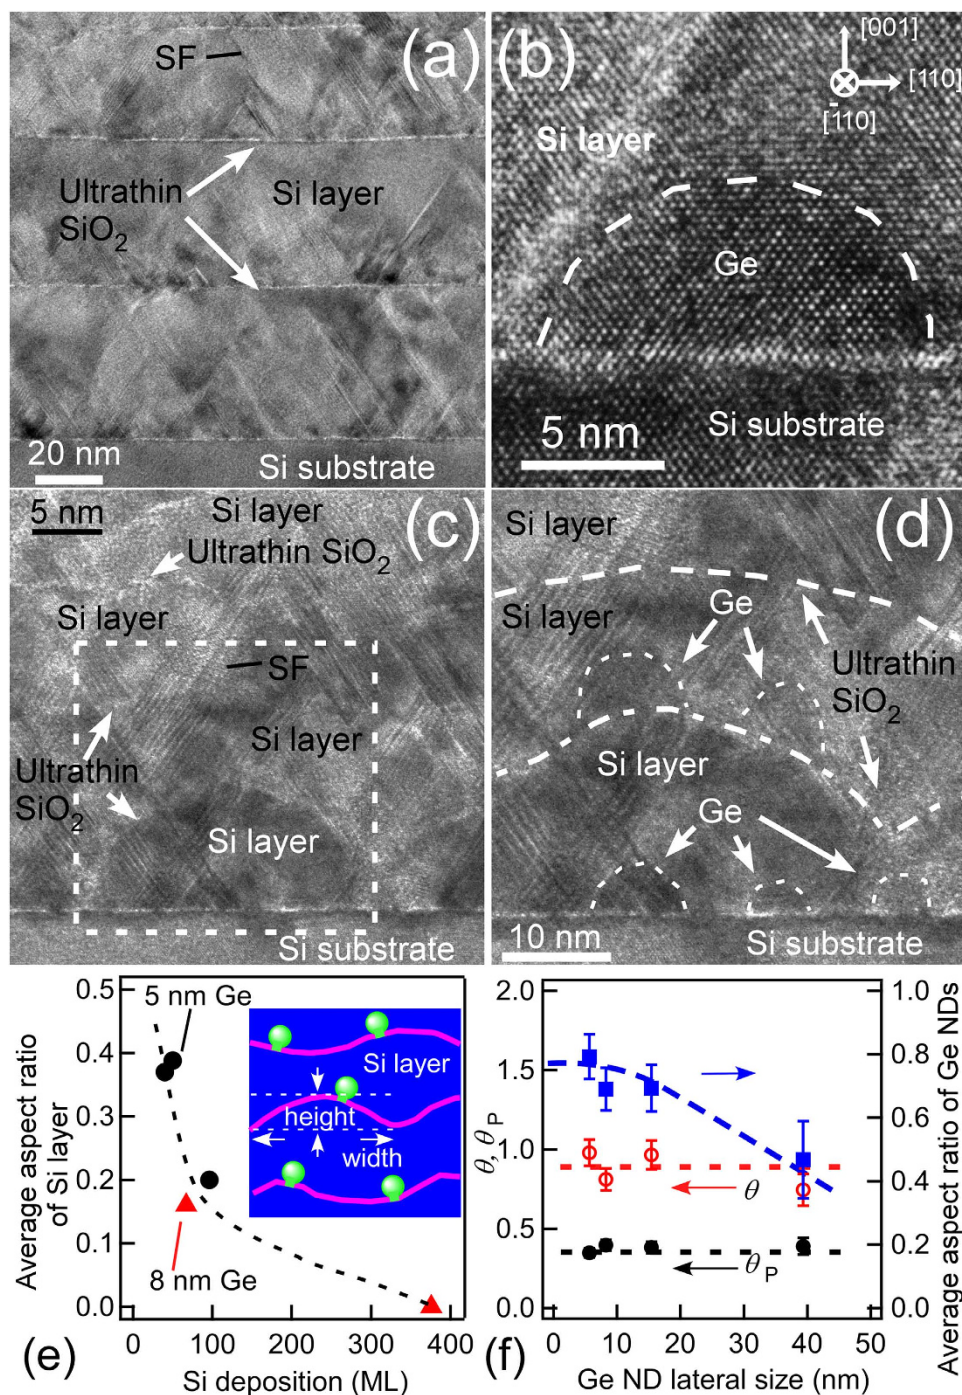 (a)
SF
Ultrathin
SiO2
Si layer
20 nm
Si substrate
(b)
[001]
[110]
[1̅10]
Si layer
Ge
5 nm
Si substrate
(c)
5 nm
Si layer
Ultrathin SiO2
Si layer
SF
Si layer
Ultrathin
SiO2
Si layer
Si substrate
(d)
Si layer
Ge
Si layer
Ultrathin
SiO2
Si layer
Ge
10 nm
Si substrate
(e)
Average aspect ratio
of Si layer
0.5
0.4
0.3
0.2
0.1
0.0
5 nm Ge
8 nm Ge
Si layer
height
width
0
100
200
300
400
Si deposition (ML)
(f)
θ, θP
2.0
1.5
1.0
0.5
0.0
θ
θP
1.0
0.8
0.6
0.4
0.2
0.0
Average aspect ratio of Ge NDs
0
10
20
30
40
50
Ge ND lateral size (nm)